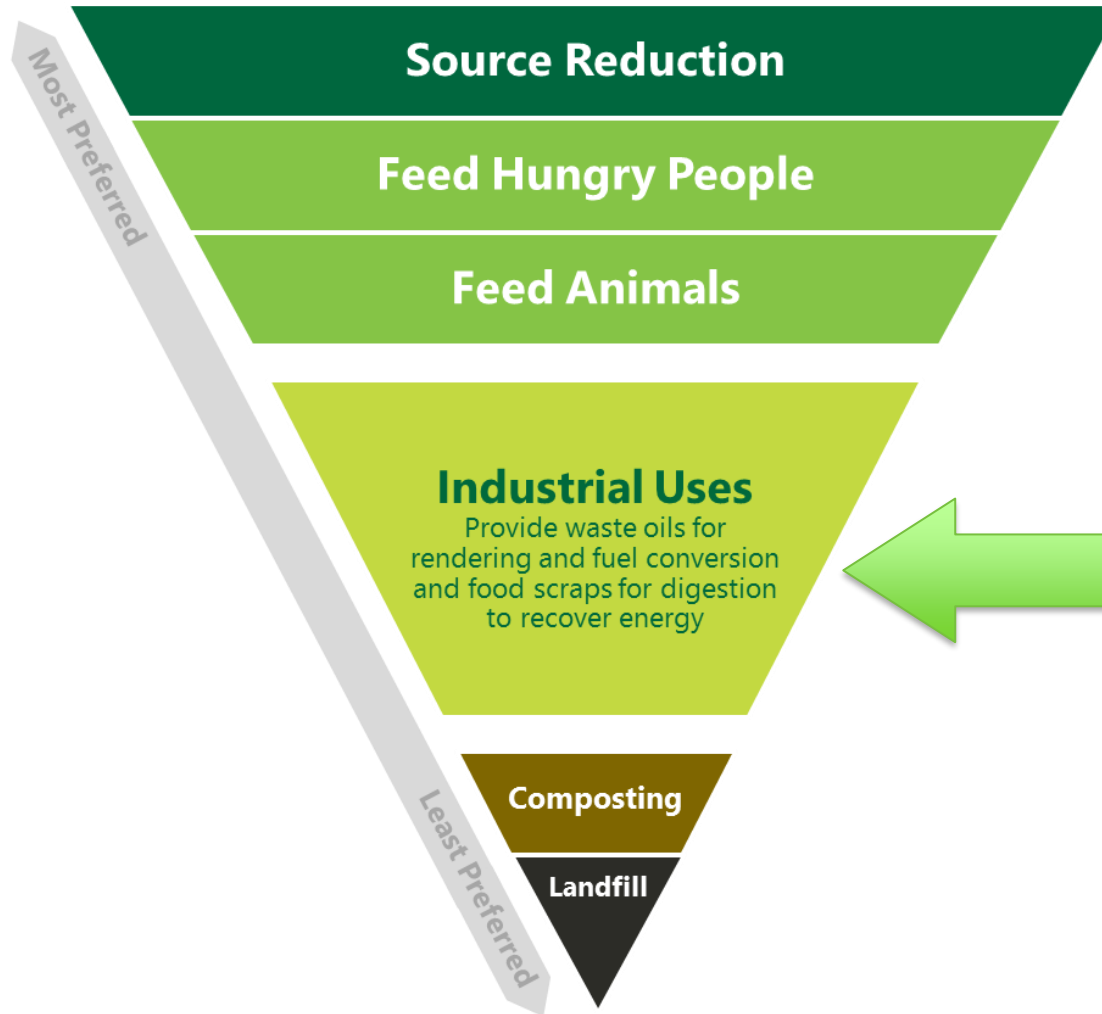 Source Reduction
Most Preferred
Feed Hungry People
Feed Animals
Industrial Uses
Provide waste oils for
rendering and fuel conversion
and food scraps for digestion
to recover energy
Composting
Least Preferred
Landfill